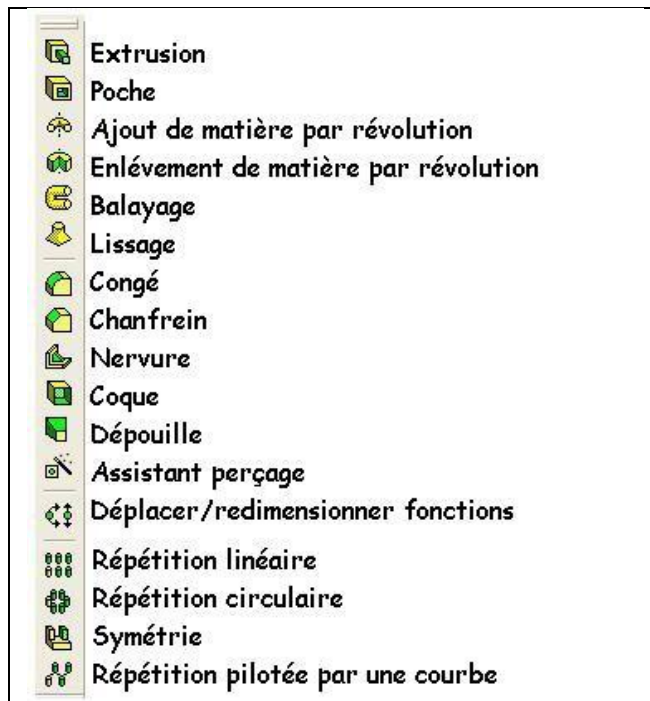 Extrusion
Poche
Ajout de matière par révolution
Enlévement de matière par révolution
Balayage
Lissage
Congé
Chanfrein
Nervure
Coque
Dépouille
Assistant perçage
Déplacer/redimensionner fonctions
Répétition linéaire
Répétition circulaire
Symétrie
Répétition pilotée par une courbe